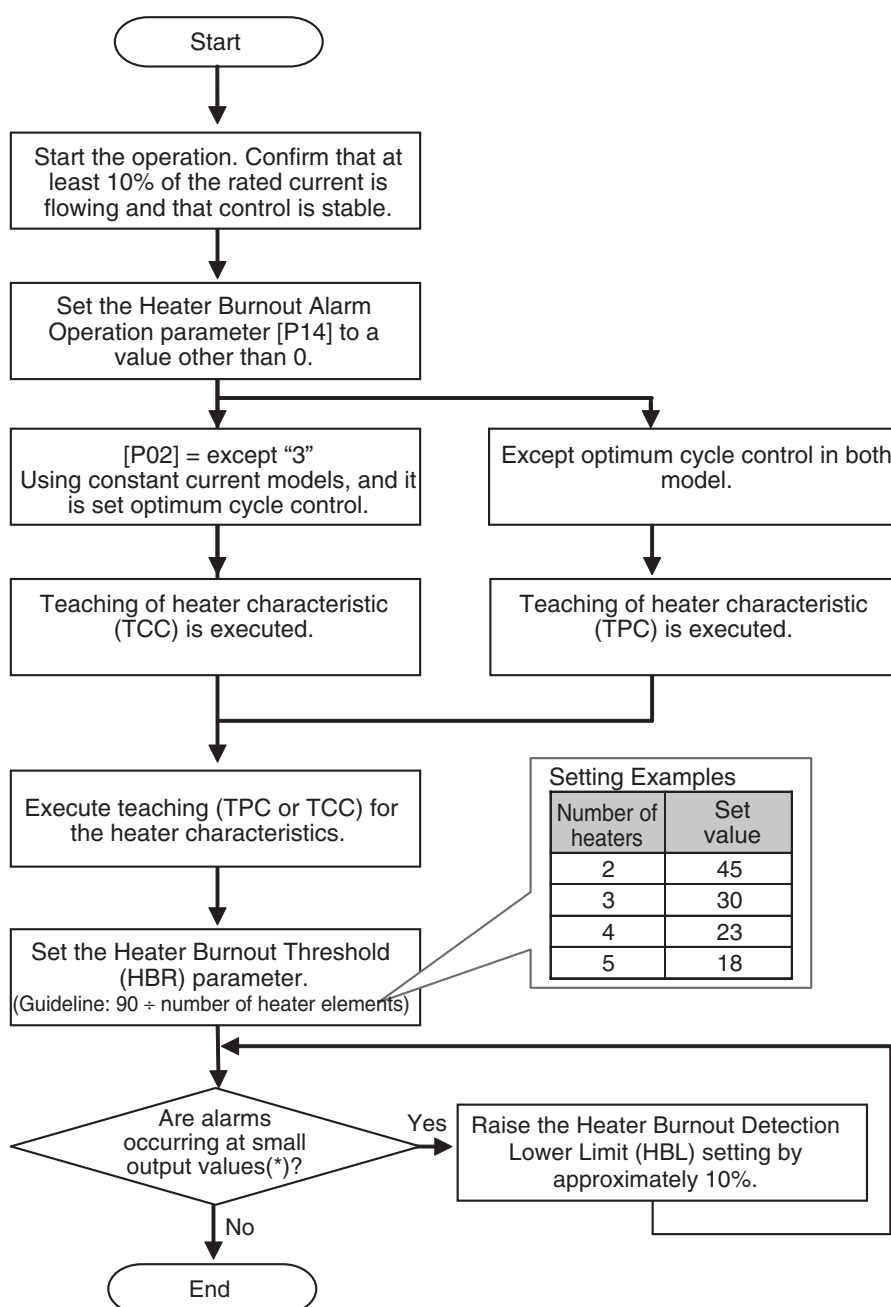 Start
Start the operation. Confirm that at
least 10% of the rated current is
flowing and that control is stable.
Set the Heater Burnout Alarm
Operation parameter [P14] to a
value other than 0.
[P02] = except “3”
Using constant current models, and it
is set optimum cycle control.
Except optimum cycle control in both
model.
Teaching of heater characteristic
(TCC) is executed.
Teaching of heater characteristic
(TPC) is executed.
Execute teaching (TPC or TCC) for
the heater characteristics.
Setting Examples
Number of heaters Set value
2 45
3 30
4 23
5 18
Set the Heater Burnout Threshold
(HBR) parameter.
(Guideline: 90 ÷ number of heater elements)
Are alarms
occurring at small
output values(*)?
Yes
Raise the Heater Burnout Detection
Lower Limit (HBL) setting by
approximately 10%.
No
End